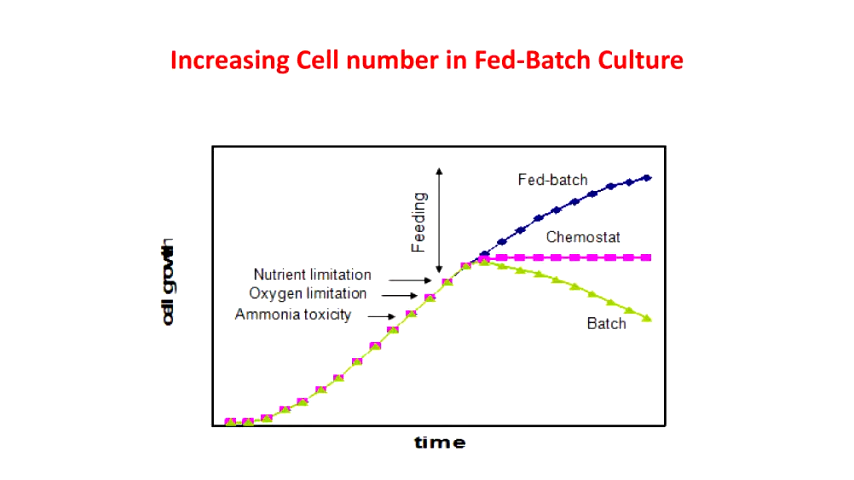 Increasing Cell number in Fed-Batch Culture
Fed-batch
Feeding
Chemostat
Nutrient limitation
Oxygen limitation
Ammonia toxicity
Batch
cell growth
time